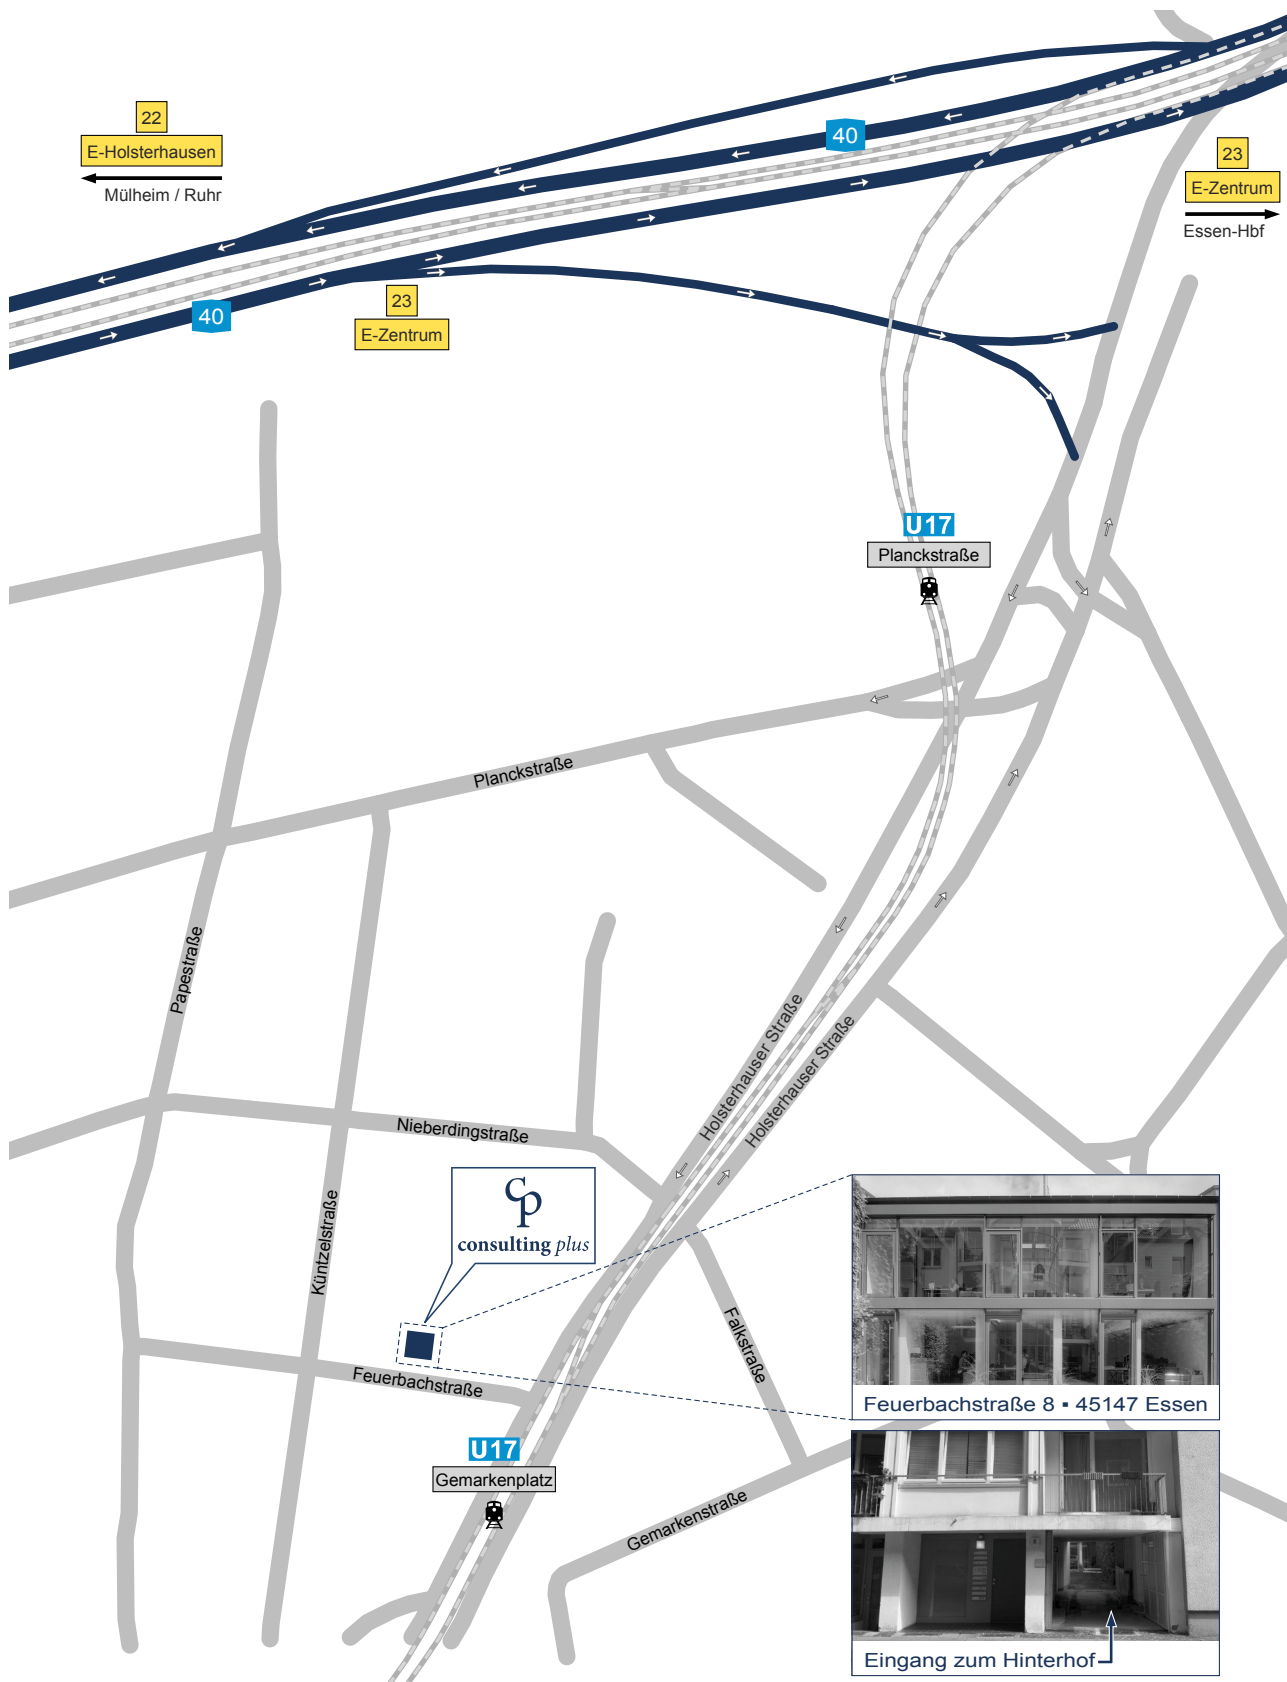 22
E-Holsterhausen
Mülheim / Ruhr
40
23
E-Zentrum
Essen-Hbf
40
23
E-Zentrum
U17
Planckstraße
Planckstraße
Papestraße
Holsterhauser Straße
Holsterhauser Straße
Nieberdingstraße
cp
consulting plus
Küntzelstraße
Falkstraße
Feuerbachstraße
Feuerbachstraße 8 ▪ 45147 Essen
U17
Gemarkenplatz
Gemarkenstraße
Eingang zum Hinterhof